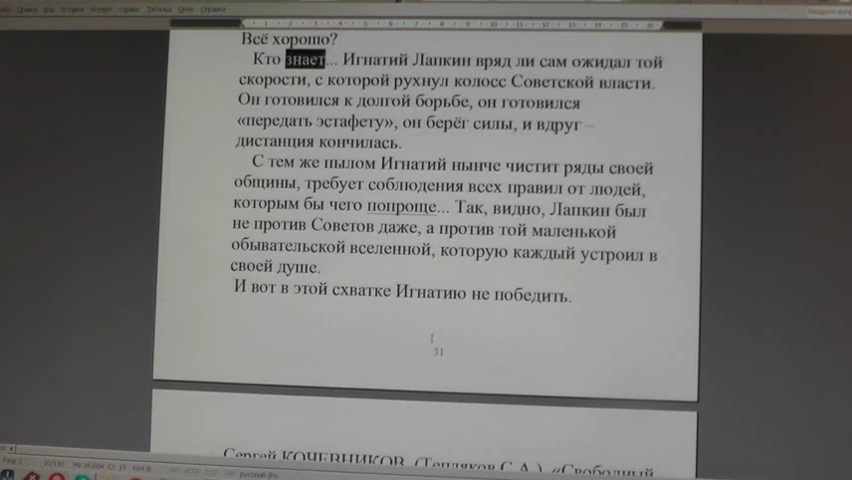 Всё хорошо?
Кто знает... Игнатий Лапкин вряд ли сам ожидал той
скорости, с которой рухнул колосс Советской власти.
Он готовился к долгой борьбе, он готовился
«передать эстафету», он берёг силы, и вдруг –
дистанция кончилась.
С тем же пылом Игнатий нынче чистит ряды своей
общины, требует соблюдения всех правил от людей,
которым бы чего попроще... Так, видно, Лапкин был
не против Советов даже, а против той маленькой
обывательской вселенной, которую каждый устроил в
своей душе.
И вот в этой схватке Игнатию не победить.
31
Сергей КОЧЕВНИКОВ (Тепляков С.А.) «Свободный